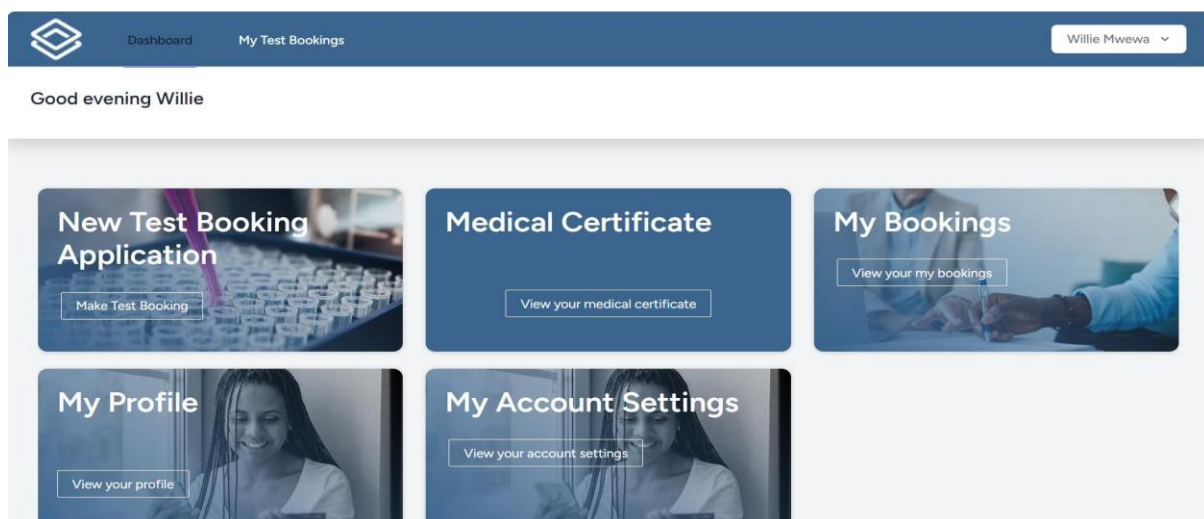 Dashboard
My Test Bookings
Willie Mwewa
Good evening Willie
New Test Booking
Application
Make Test Booking
Medical Certificate
View your medical certificate
My Bookings
View your my bookings
My Profile
View your profile
My Account Settings
View your account settings